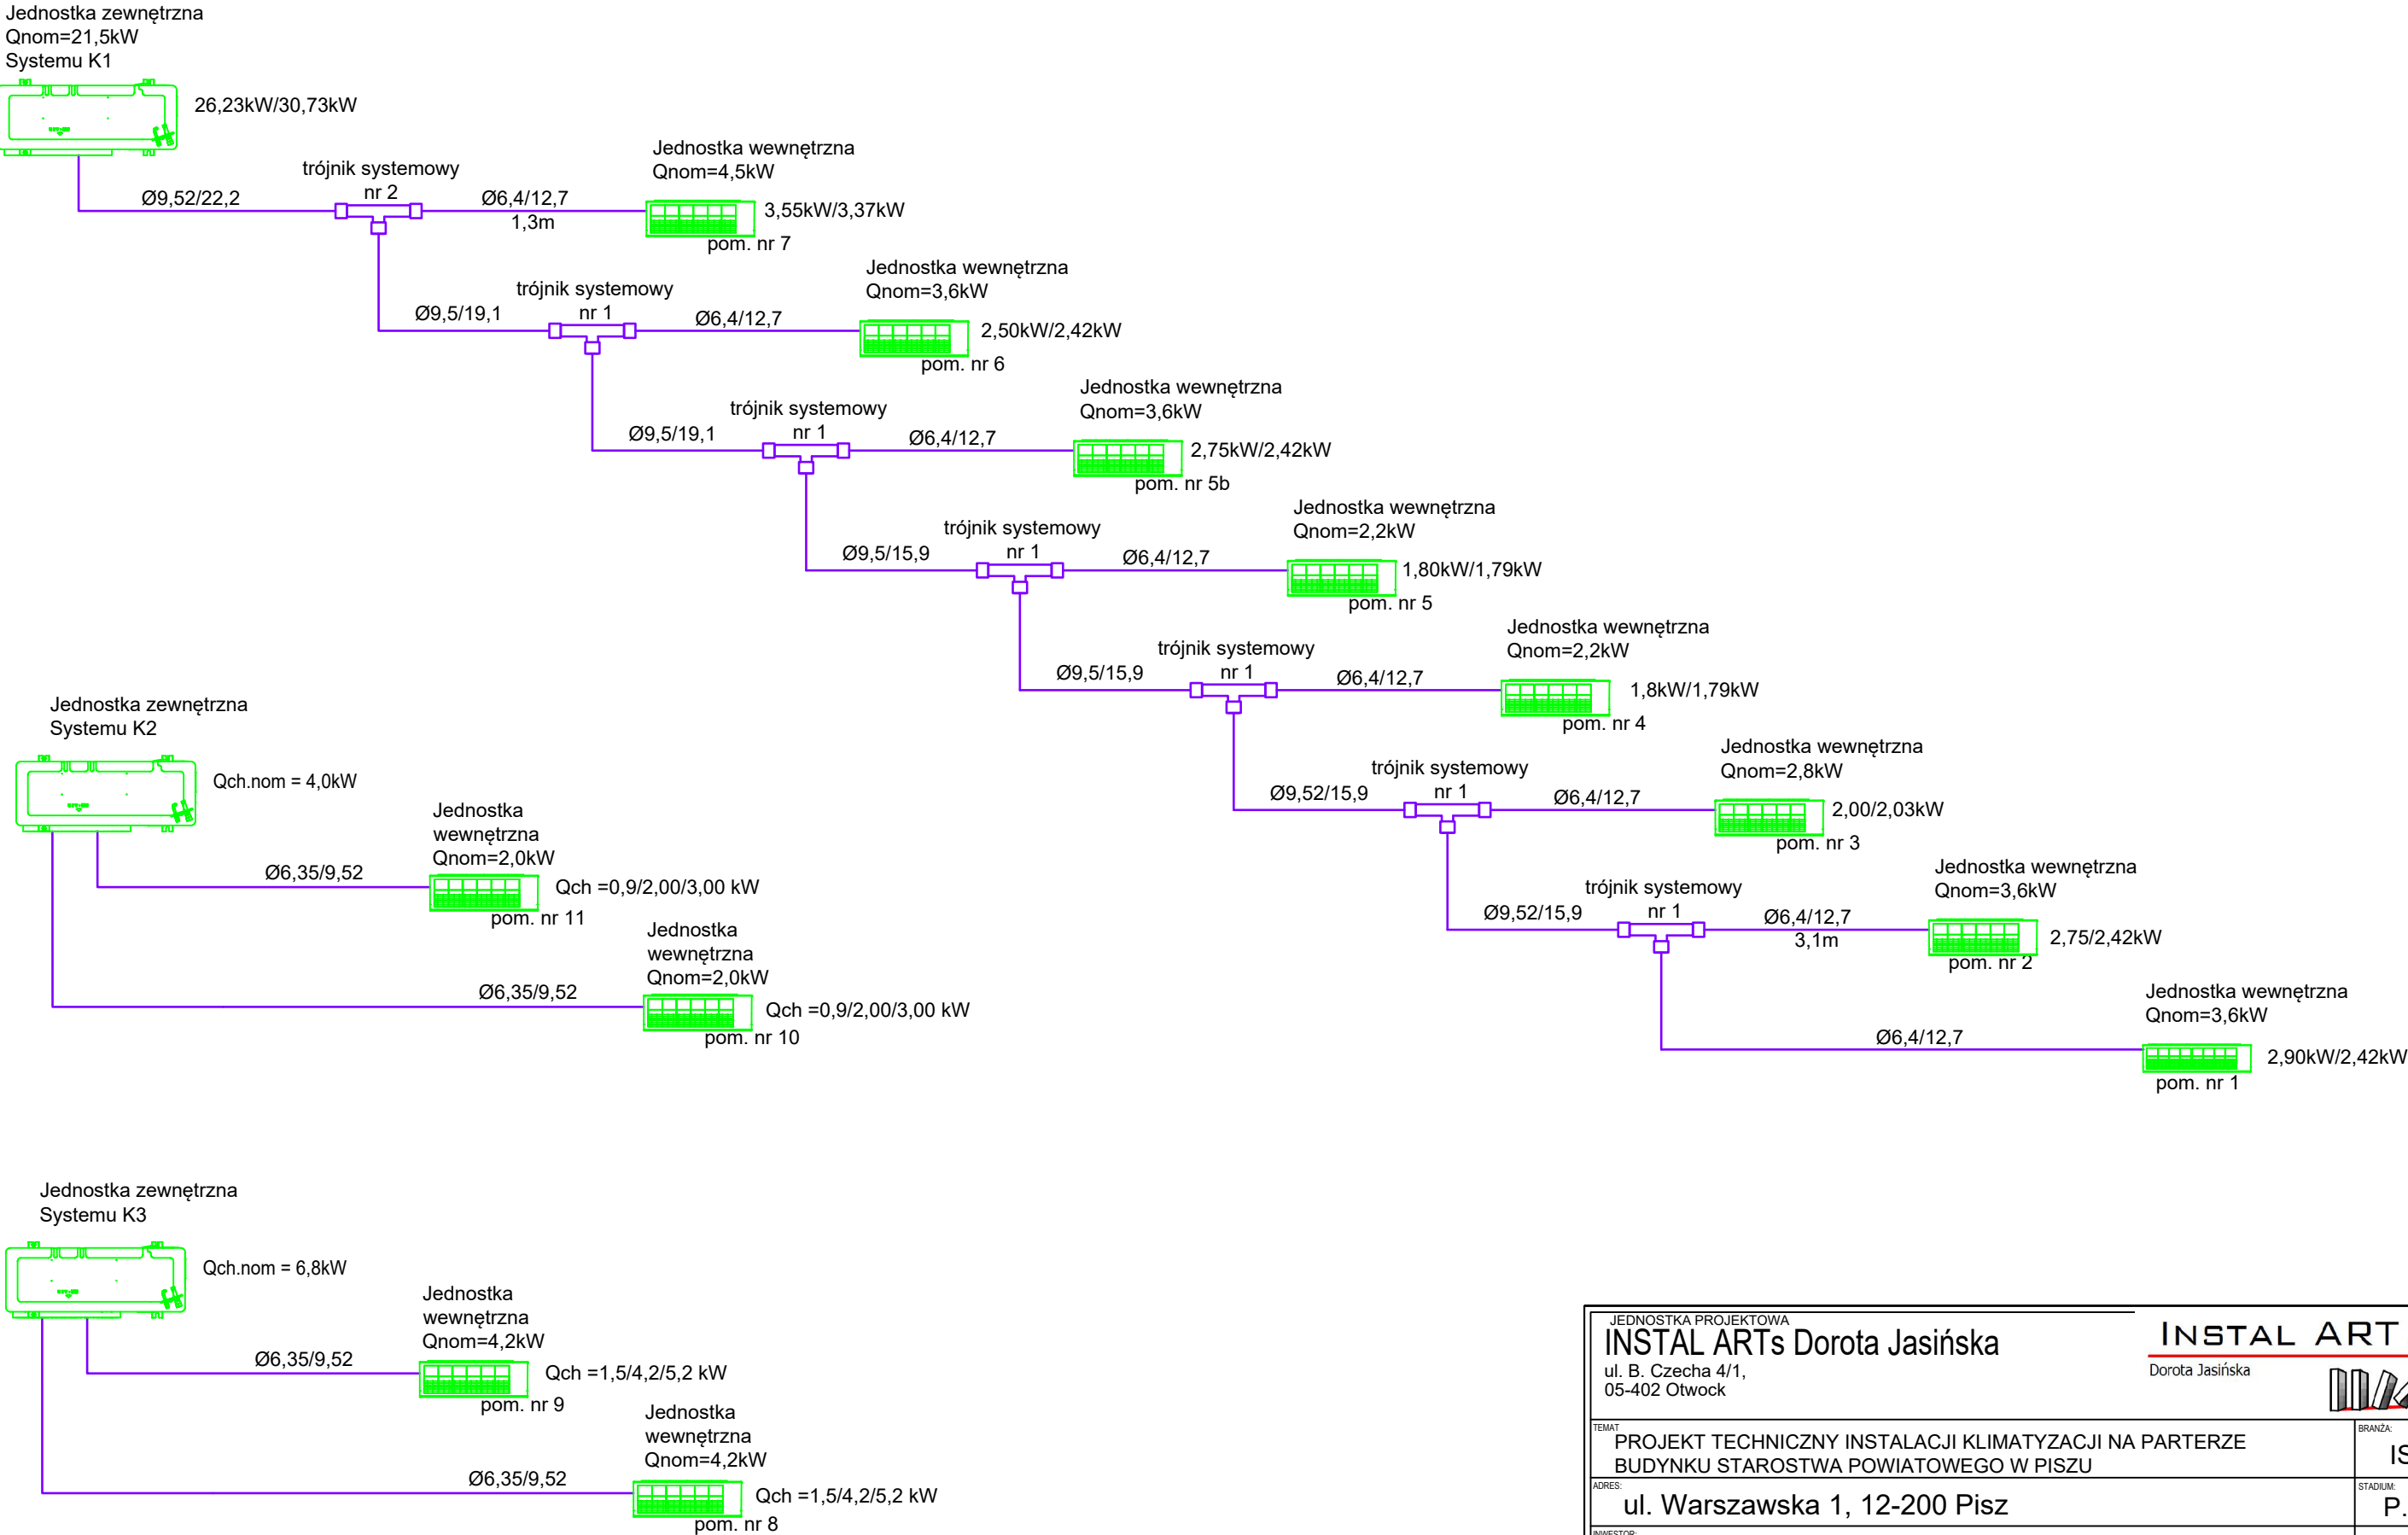 Jednostka zewnętrzna
Qnom=21,5kW
Systemu K1
26,23kW/30,73kW
Ø9,52/22,2
trójnik systemowy
nr 2
Ø6,4/12,7
1,3m
Jednostka wewnętrzna
Qnom=4,5kW
3,55kW/3,37kW
pom. nr 7
Ø9,5/19,1
trójnik systemowy
nr 1
Ø6,4/12,7
Jednostka wewnętrzna
Qnom=3,6kW
2,50kW/2,42kW
pom. nr 6
Ø9,5/19,1
trójnik systemowy
nr 1
Ø6,4/12,7
Jednostka wewnętrzna
Qnom=3,6kW
2,75kW/2,42kW
pom. nr 5b
Ø9,5/15,9
trójnik systemowy
nr 1
Ø6,4/12,7
Jednostka wewnętrzna
Qnom=2,2kW
1,80kW/1,79kW
pom. nr 5
Ø9,5/15,9
trójnik systemowy
nr 1
Ø6,4/12,7
Jednostka wewnętrzna
Qnom=2,2kW
1,8kW/1,79kW
pom. nr 4
Ø9,52/15,9
trójnik systemowy
nr 1
Ø6,4/12,7
Jednostka wewnętrzna
Qnom=2,8kW
2,00/2,03kW
pom. nr 3
Ø9,52/15,9
trójnik systemowy
nr 1
Ø6,4/12,7
3,1m
Jednostka wewnętrzna
Qnom=3,6kW
2,75/2,42kW
pom. nr 2
Ø6,4/12,7
Jednostka wewnętrzna
Qnom=3,6kW
2,90kW/2,42kW
pom. nr 1
Jednostka zewnętrzna
Systemu K2
Qch.nom = 4,0kW
Ø6,35/9,52
Jednostka
wewnętrzna
Qnom=2,0kW
Qch =0,9/2,00/3,00 kW
pom. nr 11
Ø6,35/9,52
Jednostka
wewnętrzna
Qnom=2,0kW
Qch =0,9/2,00/3,00 kW
pom. nr 10
Jednostka zewnętrzna
Systemu K3
Qch.nom = 6,8kW
Ø6,35/9,52
Jednostka
wewnętrzna
Qnom=4,2kW
Qch =1,5/4,2/5,2 kW
pom. nr 9
Ø6,35/9,52
Jednostka
wewnętrzna
Qnom=4,2kW
Qch =1,5/4,2/5,2 kW
pom. nr 8
JEDNOSTKA PROJEKTOWA
INSTAL ARTs Dorota Jasińska
ul. B. Czecha 4/1,
05-402 Otwock
INSTAL ART
Dorota Jasińska
TEMAT
PROJEKT TECHNICZNY INSTALACJI KLIMATYZACJI NA PARTERZE
BUDYNKU STAROSTWA POWIATOWEGO W PISZU
BRANŻA:
IS
ADRES:
ul. Warszawska 1, 12-200 Pisz
STADIUM:
P.
INWESTOR: